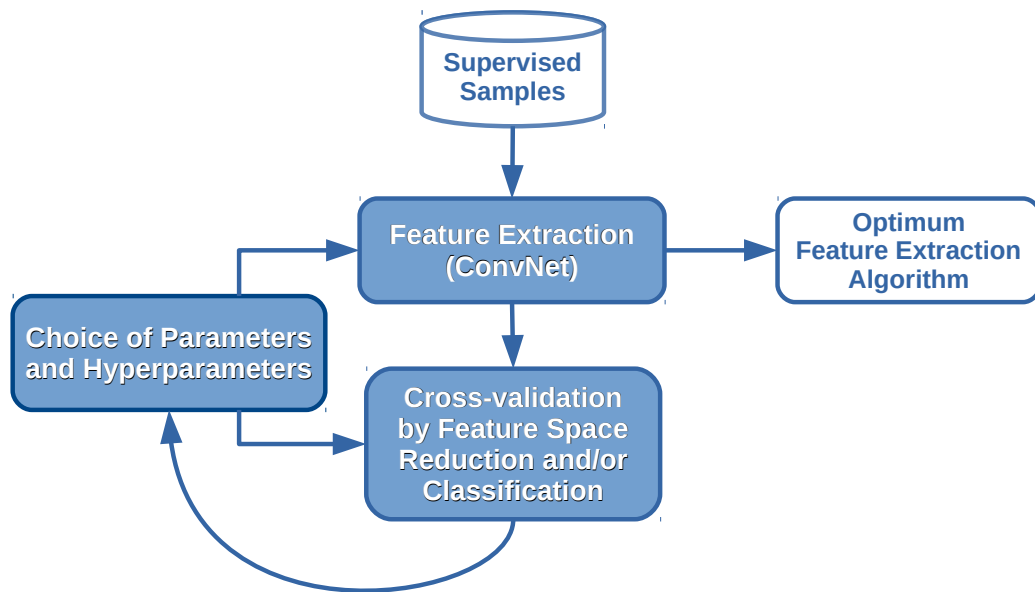 Supervised
Samples
Feature Extraction
(ConvNet)
Optimum
Feature Extraction
Algorithm
Choice of Parameters
and Hyperparameters
Cross-validation
by Feature Space
Reduction and/or
Classification